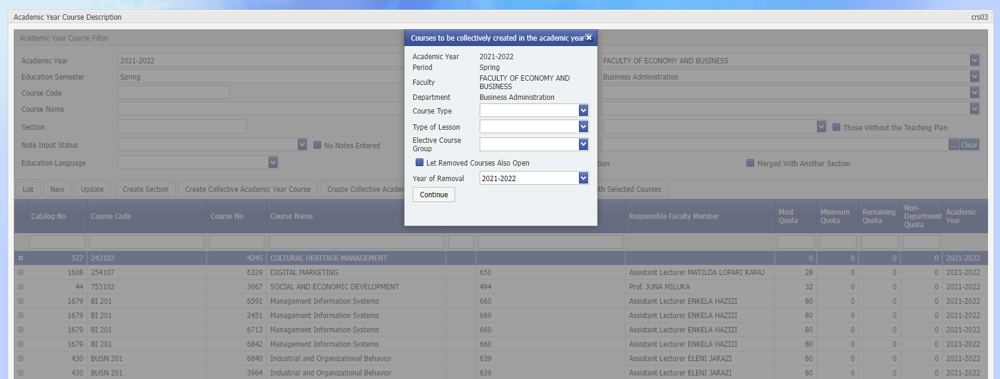 Academic Year Course Description
crs03
Academic Year Course Filter
Courses to be collectively created in the academic year
Academic Year
2021-2022
Period
Spring
Faculty
FACULTY OF ECONOMY AND
BUSINESS
Department
Business Administration
Course Type
Type of Lesson
Elective Course
Group
Let Removed Courses Also Open
Year of Removal
2021-2022
Continue
Academic Year
2021-2022
FACULTY OF ECONOMY AND BUSINESS
Education Semester
Spring
Business Administration
Course Code
Course Name
Section
Those Without the Teaching Plan
Note Input Status
No Notes Entered
... Clear
Education Language
tion
Merged With Another Section
List
New
Update
Create Section
Create Collective Academic Year Course
Create Collective Academ
ith Selected Courses
Catalog No
Course Code
Course No
Course Name
Responsible Faculty Member
Most
Quota
Minimum
Quota
Remaining
Quota
Non-
Department
Quota
Academic
Year
527 243102 4245 CULTURAL HERITAGE MANAGEMENT 0 0 0 0 2021-2022
1608 254107 6329 DIGITAL MARKETING 650 Assistant Lecturer MATILDA LOPARI KAPAJ 28 0 0 0 2021-2022
44 753102 3067 SOCIAL AND ECONOMIC DEVELOPMENT 494 Prof. JUNA MILUKA 32 0 0 0 2021-2022
1679 BI 201 6591 Management Information Systems 660 Assistant Lecturer ENKELA HAZIZI 80 0 0 0 2021-2022
1679 BI 201 2451 Management Information Systems 660 Assistant Lecturer ENKELA HAZIZI 80 0 0 0 2021-2022
1679 BI 201 6713 Management Information Systems 660 Assistant Lecturer ENKELA HAZIZI 80 0 0 0 2021-2022
1679 BI 201 6842 Management Information Systems 660 Assistant Lecturer ENKELA HAZIZI 80 0 0 0 2021-2022
430 BUSN 201 6840 Industrial and Organizational Behavior 639 Assistant Lecturer ELENI JARAZI 80 0 0 0 2021-2022
430 BUSN 201 3964 Industrial and Organizational Behavior 639 Assistant Lecturer ELENI JARAZI 80 0 0 0 2021-2022